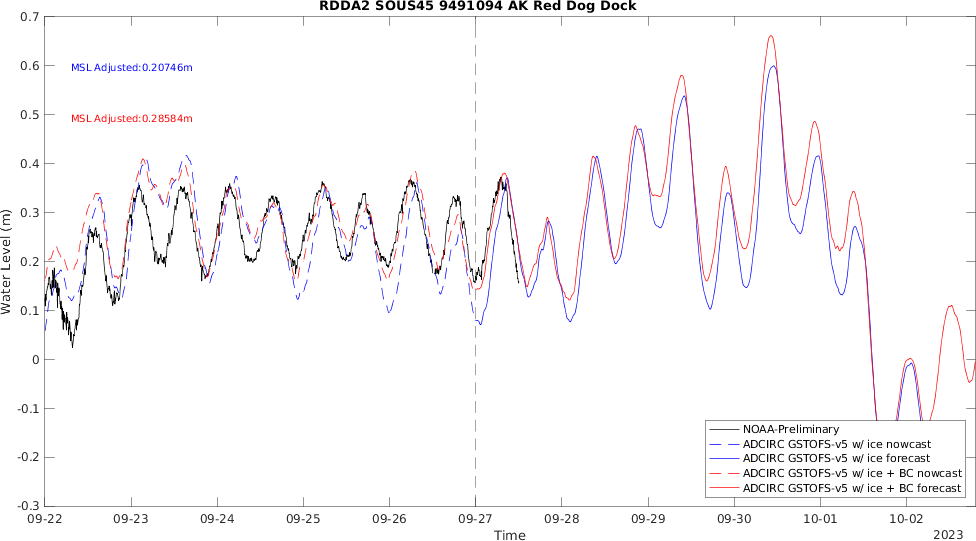 RDDA2 SOUS45 9491094 AK Red Dog Dock
0.7
0.6
0.5
0.4
0.3
0.2
0.1
0
-0.1
-0.2
-0.3
Water Level (m)
MSL Adjusted:0.20746m
MSL Adjusted:0.28584m
NOAA-Preliminary
ADCIRC GSTOFS-v5 w/ ice nowcast
ADCIRC GSTOFS-v5 w/ ice forecast
ADCIRC GSTOFS-v5 w/ ice + BC nowcast
ADCIRC GSTOFS-v5 w/ ice + BC forecast
09-22 09-23 09-24 09-25 09-26 09-27 09-28 09-29 09-30 10-01 10-02
Time
2023